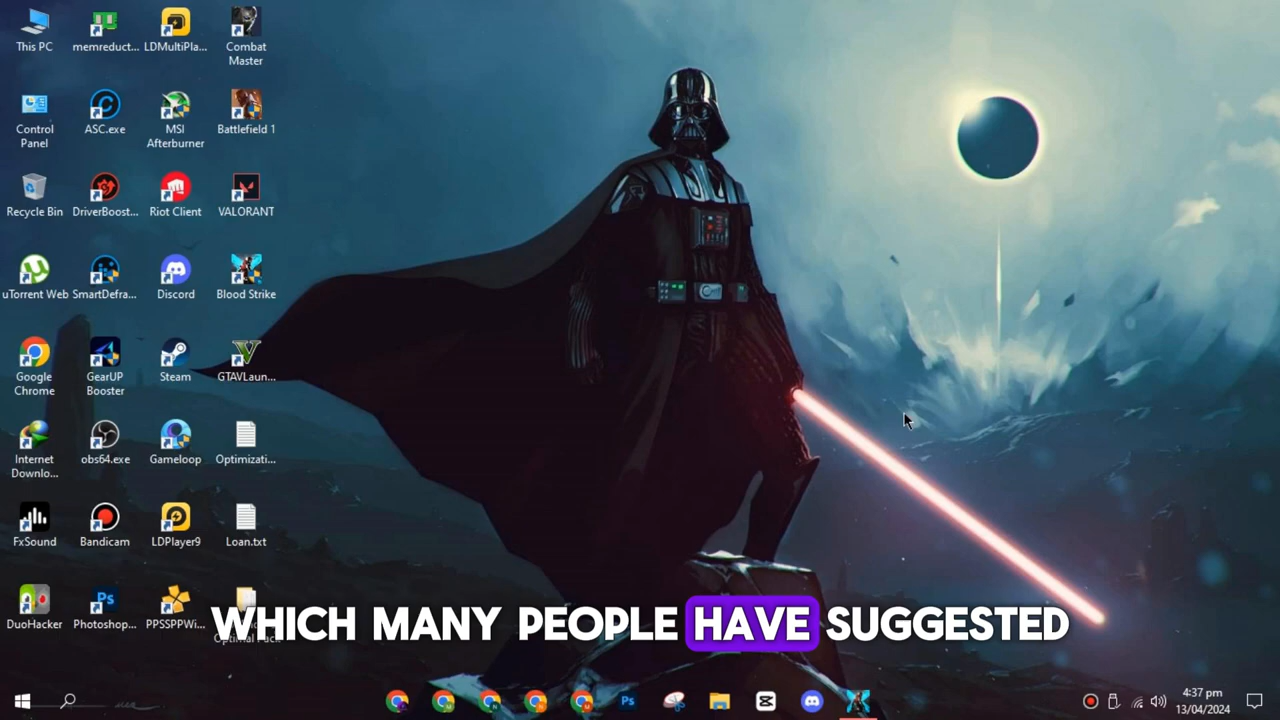 This PC
memreduct...
LDMultiPla...
Combat
Master
Control
Panel
ASC.exe
MSI
Afterburner
Battlefield 1
Recycle Bin
DriverBoost...
Riot Client
VALORANT
uTorrent Web
SmartDefra...
Discord
Blood Strike
Google
Chrome
GearUP
Booster
Steam
GTAVLaun...
Internet
Downlo...
obs64.exe
Gameloop
Optimizati...
FxSound
Bandicam
LDPlayer9
Loan.txt
DuoHacker
Photoshop...
PPSSPPWi...
WHICH MANY PEOPLE HAVE SUGGESTED
4:37 pm
13/04/2024